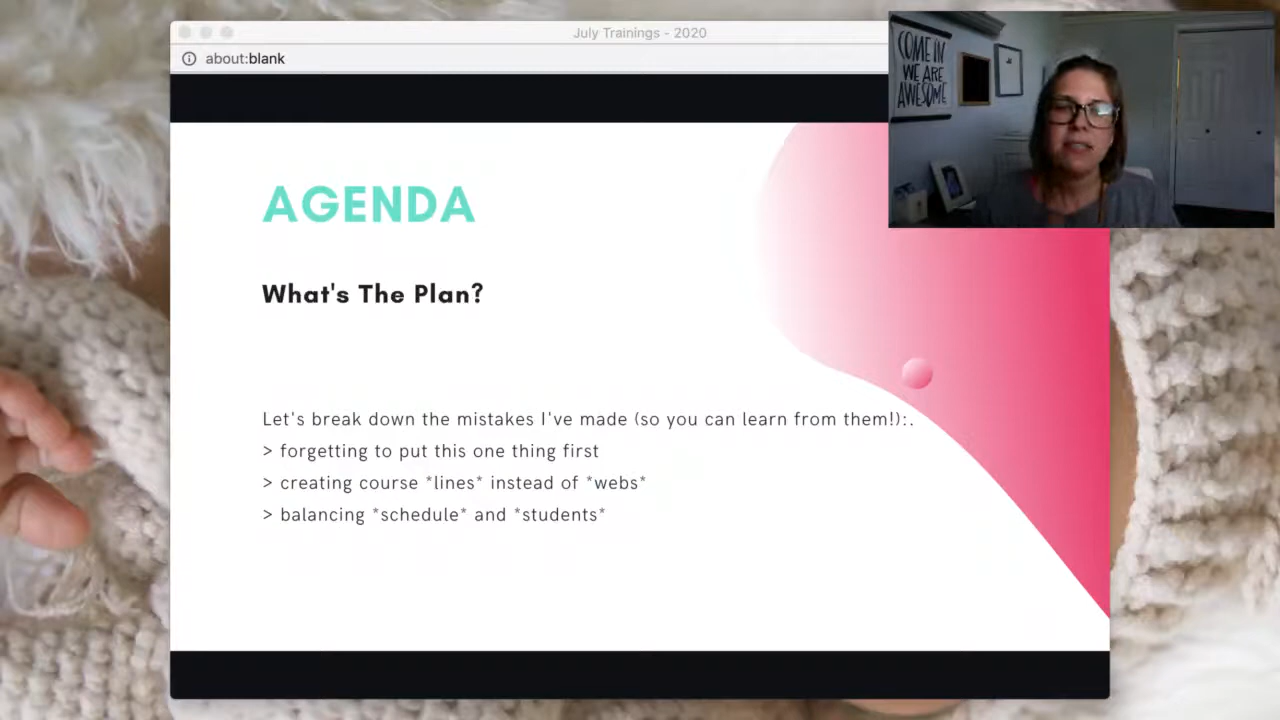 July Trainings - 2020
about:blank
COME IN
WE ARE
AWESOME
AGENDA
What's The Plan?
Let's break down the mistakes I've made (so you can learn from them!):.
> forgetting to put this one thing first
> creating course *lines* instead of *webs*
> balancing *schedule* and *students*